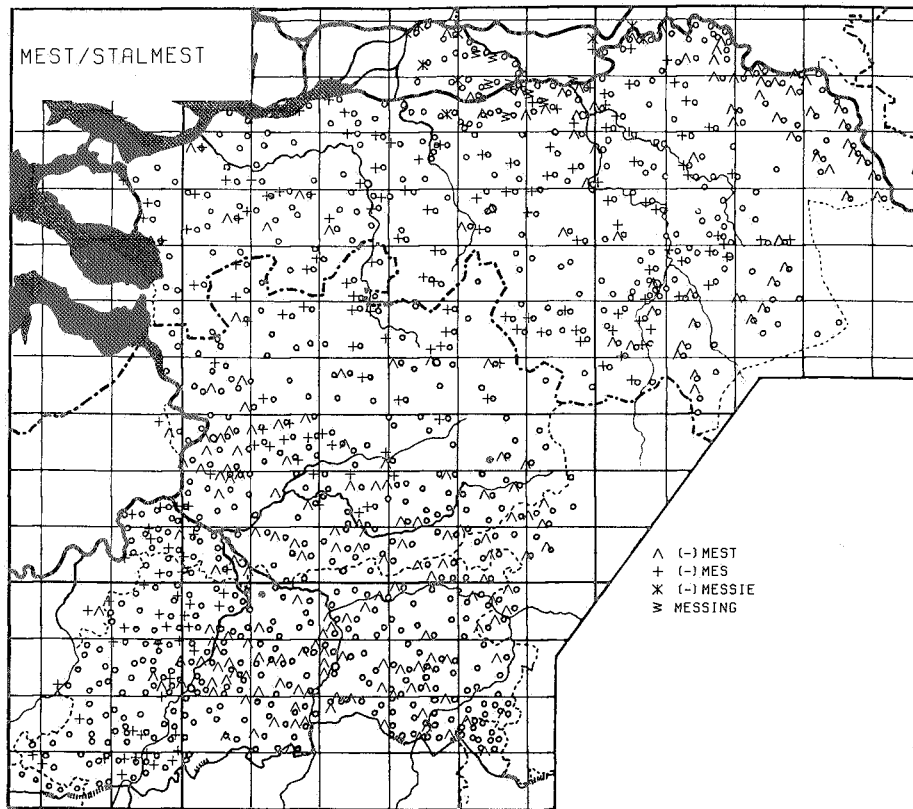 MEST/STALMEST
∧ (-) MEST
+ (-) MES
ж (-) MESSIE
≥ MESSING